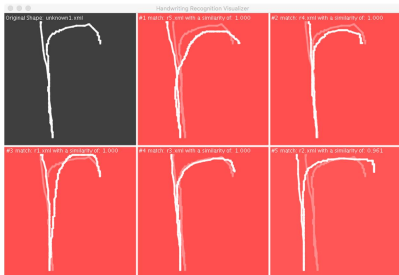 Handwriting Recognition Visualizer
Original Shape: unknown1.xml
#1 match: r5.xml with a similarity of: 1.000
#2 match: r4.xml with a similarity of: 1.000
#3 match: r1.xml with a similarity of: 1.000
#4 match: r3.xml with a similarity of: 1.000
#5 match: r2.xml with a similarity of: 0.961